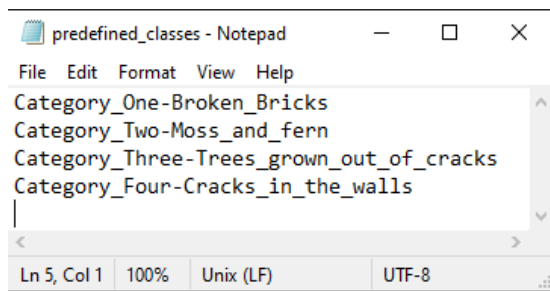 predefined_classes - Notepad
File Edit Format View Help
Category_One-Broken_Bricks
Category_Two-Moss_and_fern
Category_Three-Trees_grown_out_of_cracks
Category_Four-Cracks_in_the_walls
Ln 5, Col 1 100% Unix (LF) UTF-8